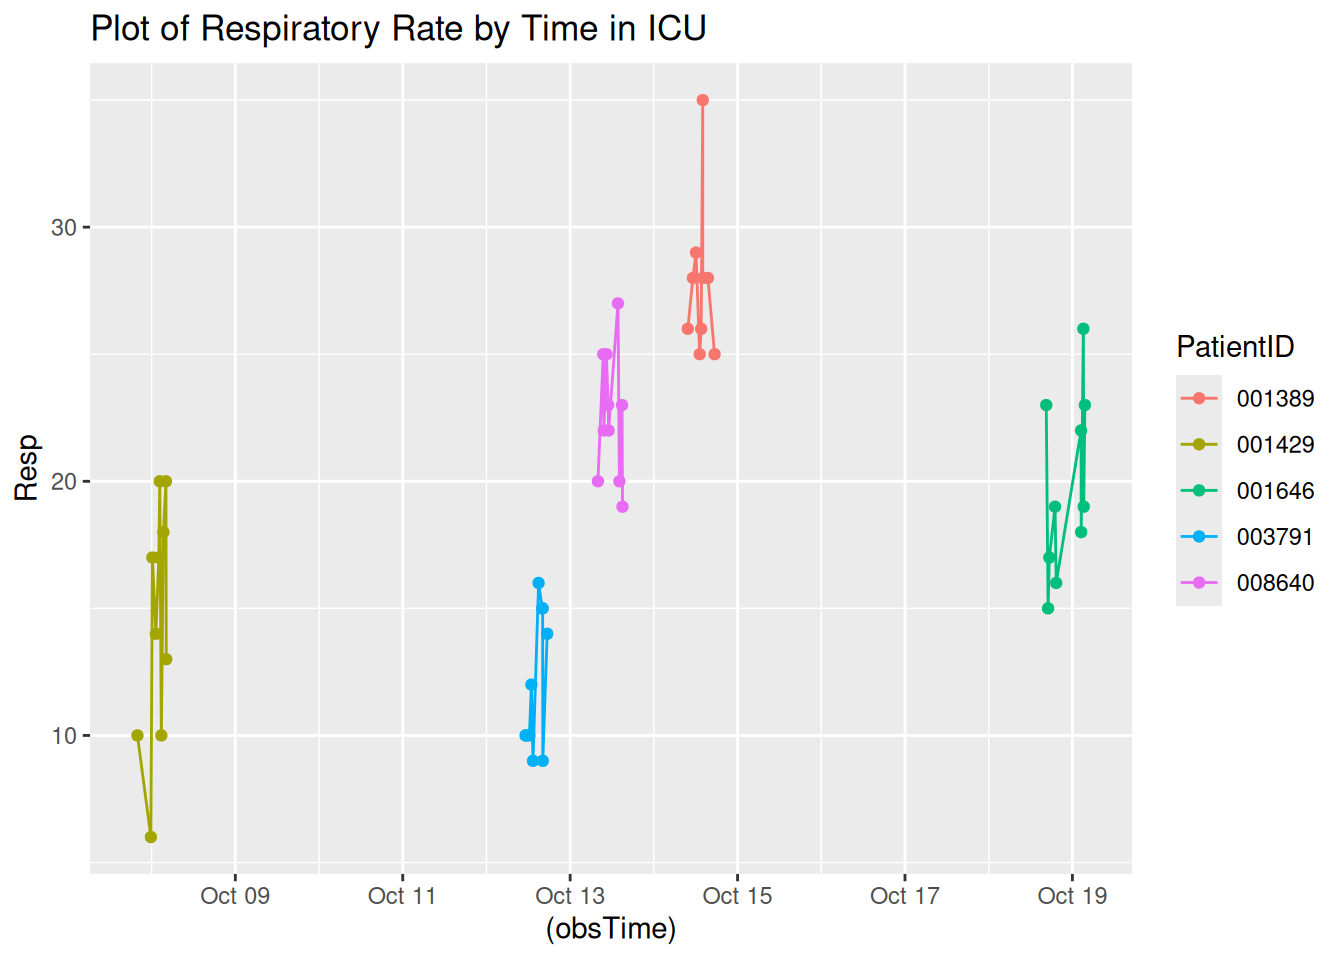 Plot of Respiratory Rate by Time in ICU
Resp
30
20
10
Oct 09 Oct 11 Oct 13 Oct 15 Oct 17 Oct 19
(obsTime)
PatientID
001389
001429
001646
003791
008640